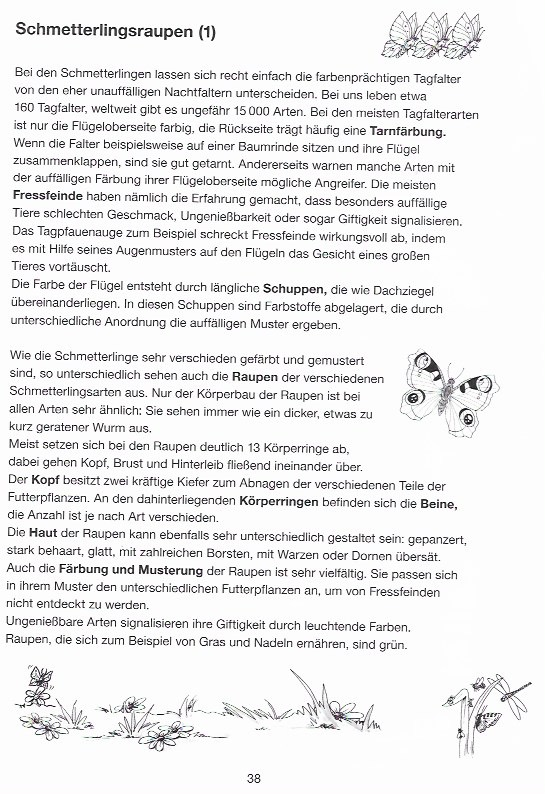 Schmetterlingsraupen (1)
Bei den Schmetterlingen lassen sich recht einfach die farbenprächtigen Tagfalter
von den eher unauffälligen Nachtfaltern unterscheiden. Bei uns leben etwa
160 Tagfalter, weltweit gibt es ungefähr 15 000 Arten. Bei den meisten Tagfalterarten
ist nur die Flügeloberseite farbig, die Rückseite trägt häufig eine Tarnfärbung.
Wenn die Falter beispielsweise auf einer Baumrinde sitzen und ihre Flügel
zusammenklappen, sind sie gut getarnt. Andererseits warnen manche Arten mit
der auffälligen Färbung ihrer Flügeloberseite mögliche Angreifer. Die meisten
Fressfeinde haben nämlich die Erfahrung gemacht, dass besonders auffällige
Tiere schlechten Geschmack, Ungenießbarkeit oder sogar Giftigkeit signalisieren.
Das Tagpfauenauge zum Beispiel schreckt Fressfeinde wirkungsvoll ab, indem
es mit Hilfe seines Augenmusters auf den Flügeln das Gesicht eines großen
Tieres vortäuscht.
Die Farbe der Flügel entsteht durch längliche Schuppen, die wie Dachziegel
übereinanderliegen. In diesen Schuppen sind Farbstoffe abgelagert, die durch
unterschiedliche Anordnung die auffälligen Muster ergeben.
Wie die Schmetterlinge sehr verschieden gefärbt und gemustert
sind, so unterschiedlich sehen auch die Raupen der verschiedenen
Schmetterlingsarten aus. Nur der Körperbau der Raupen ist bei
allen Arten sehr ähnlich: Sie sehen immer wie ein dicker, etwas zu
kurz geratener Wurm aus.
Meist setzen sich bei den Raupen deutlich 13 Körperringe ab,
dabei gehen Kopf, Brust und Hinterleib fließend ineinander über.
Der Kopf besitzt zwei kräftige Kiefer zum Abnagen der verschiedenen Teile der
Futterpflanzen. An den dahinterliegenden Körperringen befinden sich die Beine,
die Anzahl ist je nach Art verschieden.
Die Haut der Raupen kann ebenfalls sehr unterschiedlich gestaltet sein: gepanzert,
stark behaart, glatt, mit zahlreichen Borsten, mit Warzen oder Dornen übersät.
Auch die Färbung und Musterung der Raupen ist sehr vielfältig. Sie passen sich
in ihrem Muster den unterschiedlichen Futterpflanzen an, um von Fressfeinden
nicht entdeckt zu werden.
Ungenießbare Arten signalisieren ihre Giftigkeit durch leuchtende Farben.
Raupen, die sich zum Beispiel von Gras und Nadeln ernähren, sind grün.
38